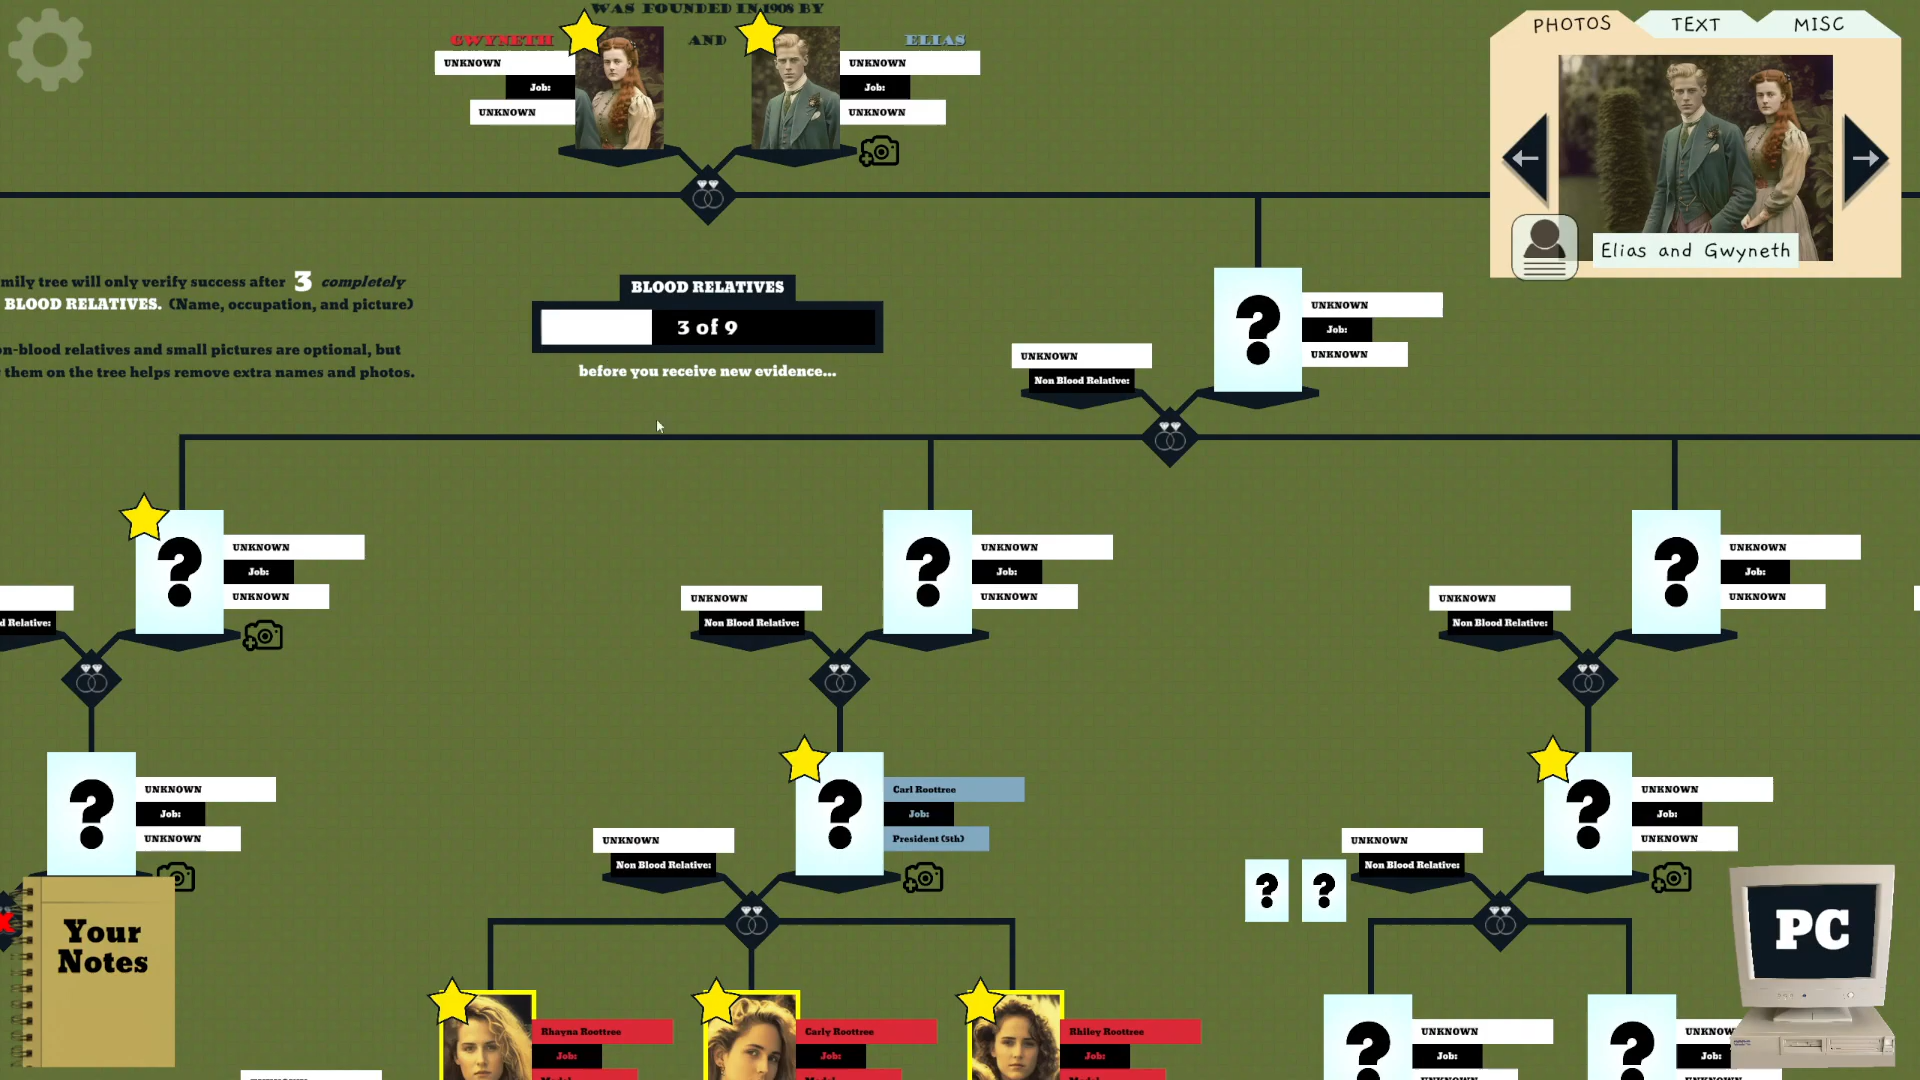 WAS FOUNDED IN 1908 BY
GWYNETH
AND
ELIAS
UNKNOWN
Job:
UNKNOWN
UNKNOWN
Job:
UNKNOWN
PHOTOS
TEXT
MISC
Elias and Gwyneth
mily tree will only verify success after 3 completely
BLOOD RELATIVES. (Name, occupation, and picture)
on-blood relatives and small pictures are optional, but
them on the tree helps remove extra names and photos.
BLOOD RELATIVES
3 of 9
before you receive new evidence...
UNKNOWN
Job:
UNKNOWN
UNKNOWN
Non Blood Relative:
UNKNOWN
Job:
UNKNOWN
d Relative:
UNKNOWN
Job:
UNKNOWN
UNKNOWN
Non Blood Relative:
UNKNOWN
Job:
UNKNOWN
UNKNOWN
Non Blood Relative:
UNKNOWN
Job:
UNKNOWN
Carl Roottree
Job:
President (5th)
UNKNOWN
Non Blood Relative:
UNKNOWN
Job:
UNKNOWN
UNKNOWN
Non Blood Relative:
Your
Notes
PC
Rhayna Roottree
Job:
Carly Roottree
Job:
Rhiley Roottree
Job:
UNKNOWN
Job:
UNKNOWN
Job: